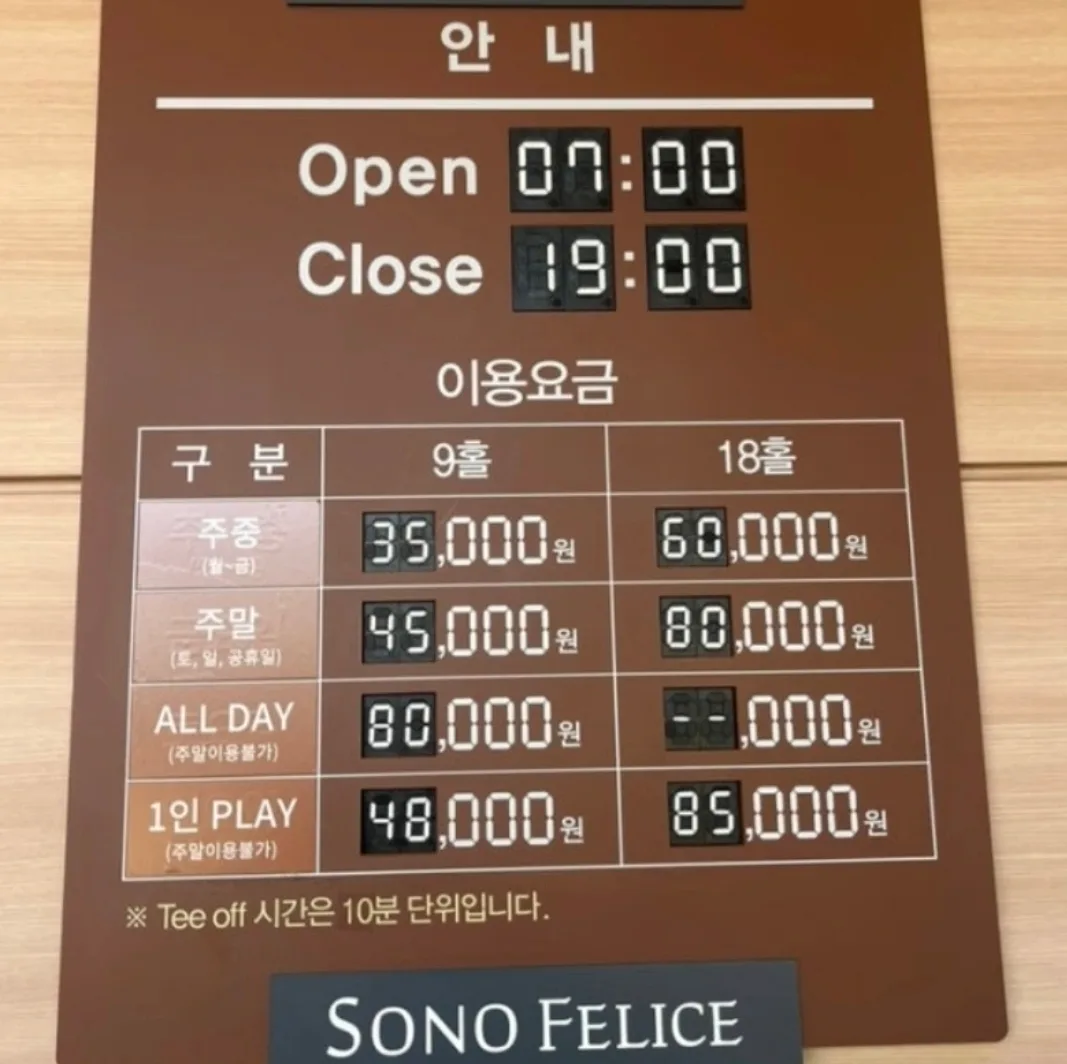 안 내
Open 07:00
Close 19:00
이용요금
구 분 9홀 18홀
주중 (월~금) 35,000원 60,000원
주말 (토, 일, 공휴일) 45,000원 80,000원
ALL DAY (주말이용불가) 80,000원 --,000원
1인 PLAY (주말이용불가) 48,000원 85,000원
※ Tee off 시간은 10분 단위입니다.
SONO FELICE